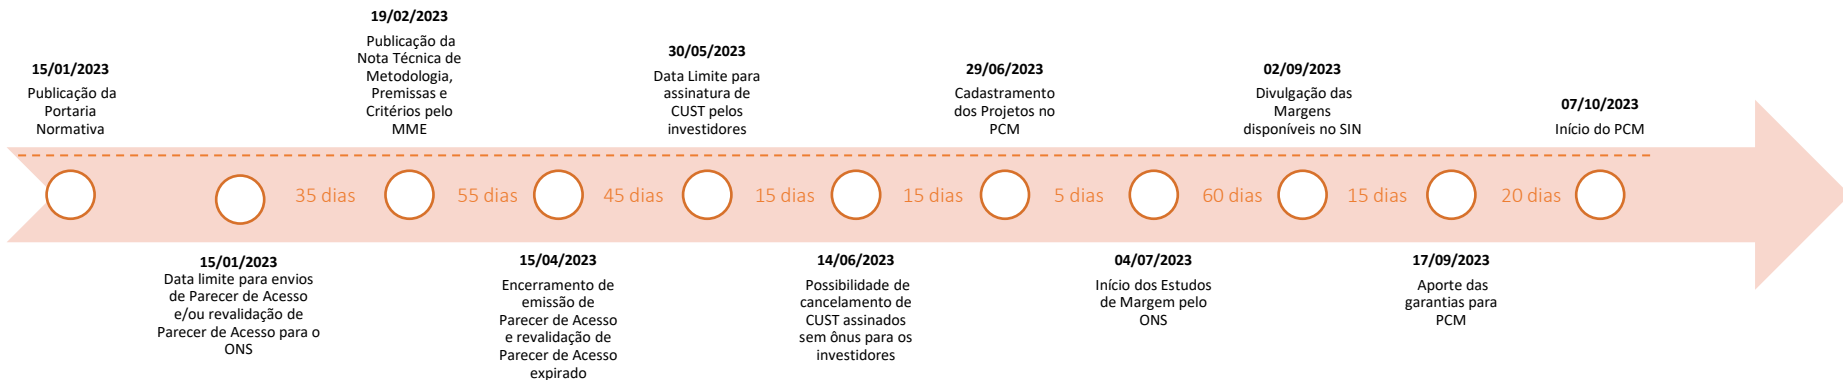 15/01/2023
Publicação da
Portaria
Normativa
19/02/2023
Publicação da
Nota Técnica de
Metodologia,
Premissas e
Critérios pelo
MME
30/05/2023
Data Limite para
assinatura de
CUST pelos
investidores
29/06/2023
Cadastramento
dos Projetos no
PCM
02/09/2023
Divulgação das
Margens
disponíveis no SIN
07/10/2023
Início do PCM
35 dias
55 dias
45 dias
15 dias
15 dias
5 dias
60 dias
15 dias
20 dias
15/01/2023
Data limite para envios
de Parecer de Acesso
e/ou revalidação de
Parecer de Acesso para o
ONS
15/04/2023
Encerramento de
emissão de
Parecer de Acesso
e revalidação de
Parecer de Acesso
expirado
14/06/2023
Possibilidade de
cancelamento de
CUST assinados
sem ônus para os
investidores
04/07/2023
Início dos Estudos
de Margem pelo
ONS
17/09/2023
Aporte das
garantias para
PCM